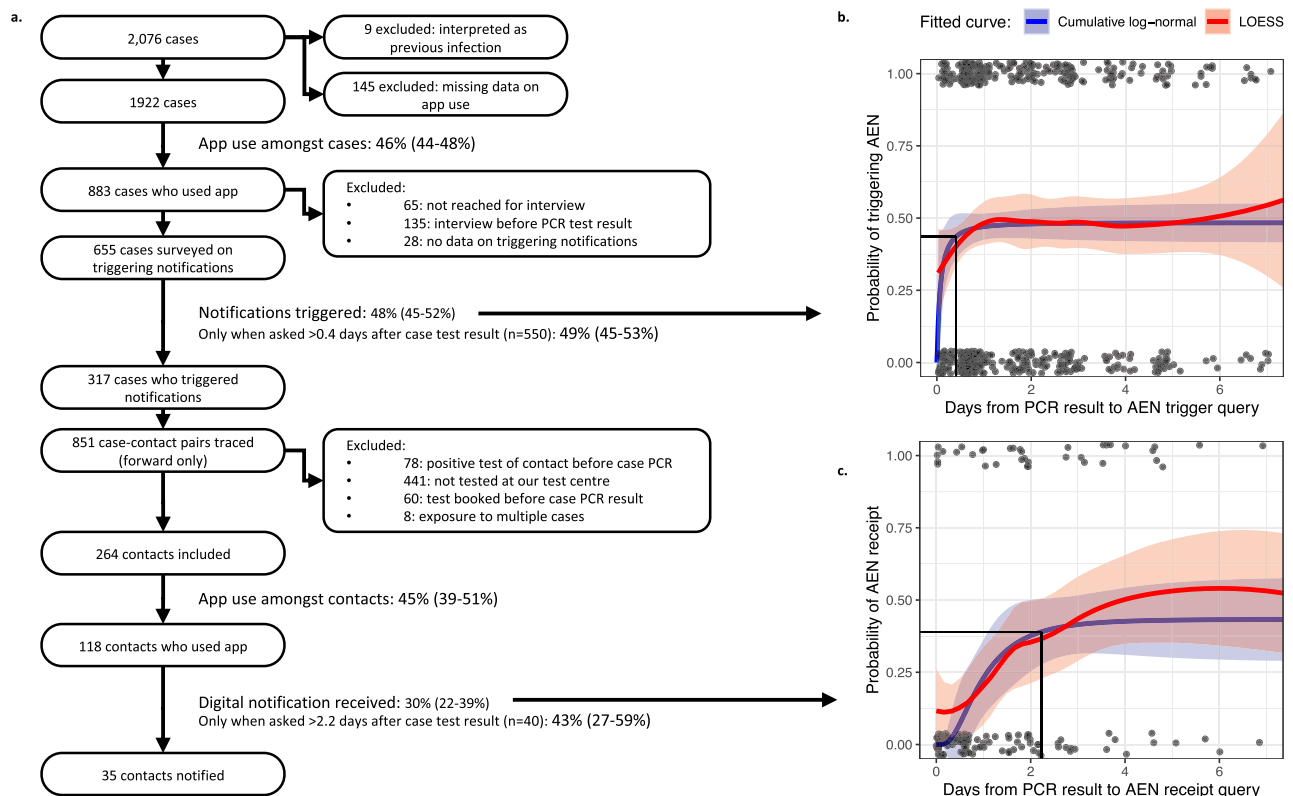 a.
2,076 cases
9 excluded: interpreted as
previous infection
145 excluded: missing data on
app use
1922 cases
App use amongst cases: 46% (44-48%)
883 cases who used app
Excluded:
• 65: not reached for interview
• 135: interview before PCR test result
• 28: no data on triggering notifications
655 cases surveyed on
triggering notifications
Notifications triggered: 48% (45-52%)
Only when asked >0.4 days after case test result (n=550): 49% (45-53%)
317 cases who triggered
notifications
851 case-contact pairs traced
(forward only)
Excluded:
• 78: positive test of contact before case PCR
• 441: not tested at our test centre
• 60: test booked before case PCR result
• 8: exposure to multiple cases
264 contacts included
App use amongst contacts: 45% (39-51%)
118 contacts who used app
Digital notification received: 30% (22-39%)
Only when asked >2.2 days after case test result (n=40): 43% (27-59%)
35 contacts notified
b.
Fitted curve: Cumulative log−normal LOESS
Probability of triggering AEN
1.00
0.75
0.50
0.25
0.00
0 2 4 6
Days from PCR result to AEN trigger query
c.
Probability of AEN receipt
1.00
0.75
0.50
0.25
0.00
0 2 4 6
Days from PCR result to AEN receipt query